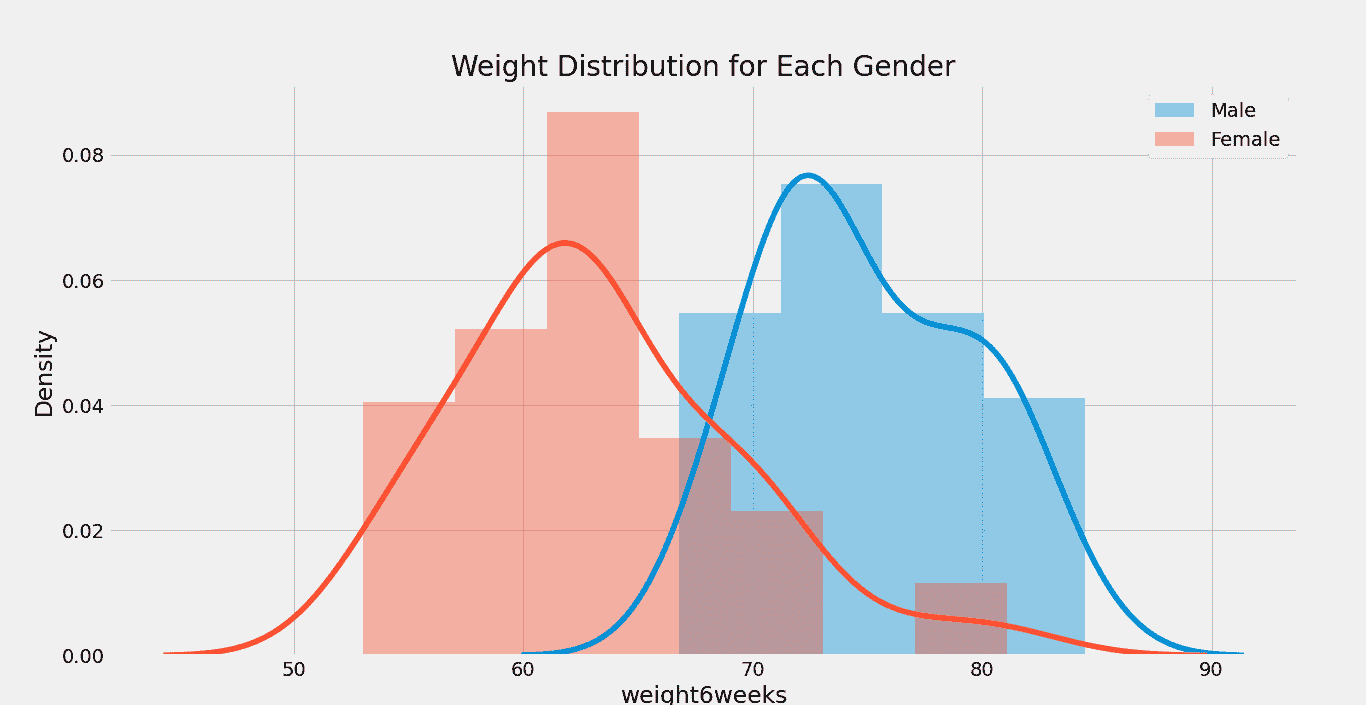 Weight Distribution for Each Gender
Male
Female
0.08
0.06
0.04
0.02
0.00
Density
50 60 70 80 90
weight6weeks